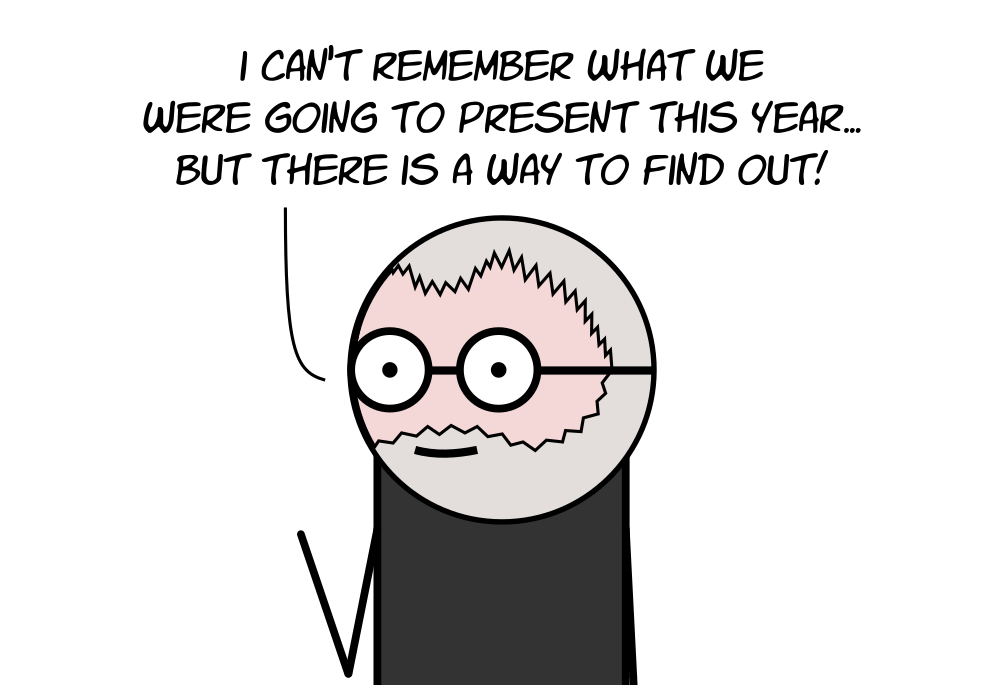 I CAN'T REMEMBER WHAT WE
WERE GOING TO PRESENT THIS YEAR...
BUT THERE IS A WAY TO FIND OUT!